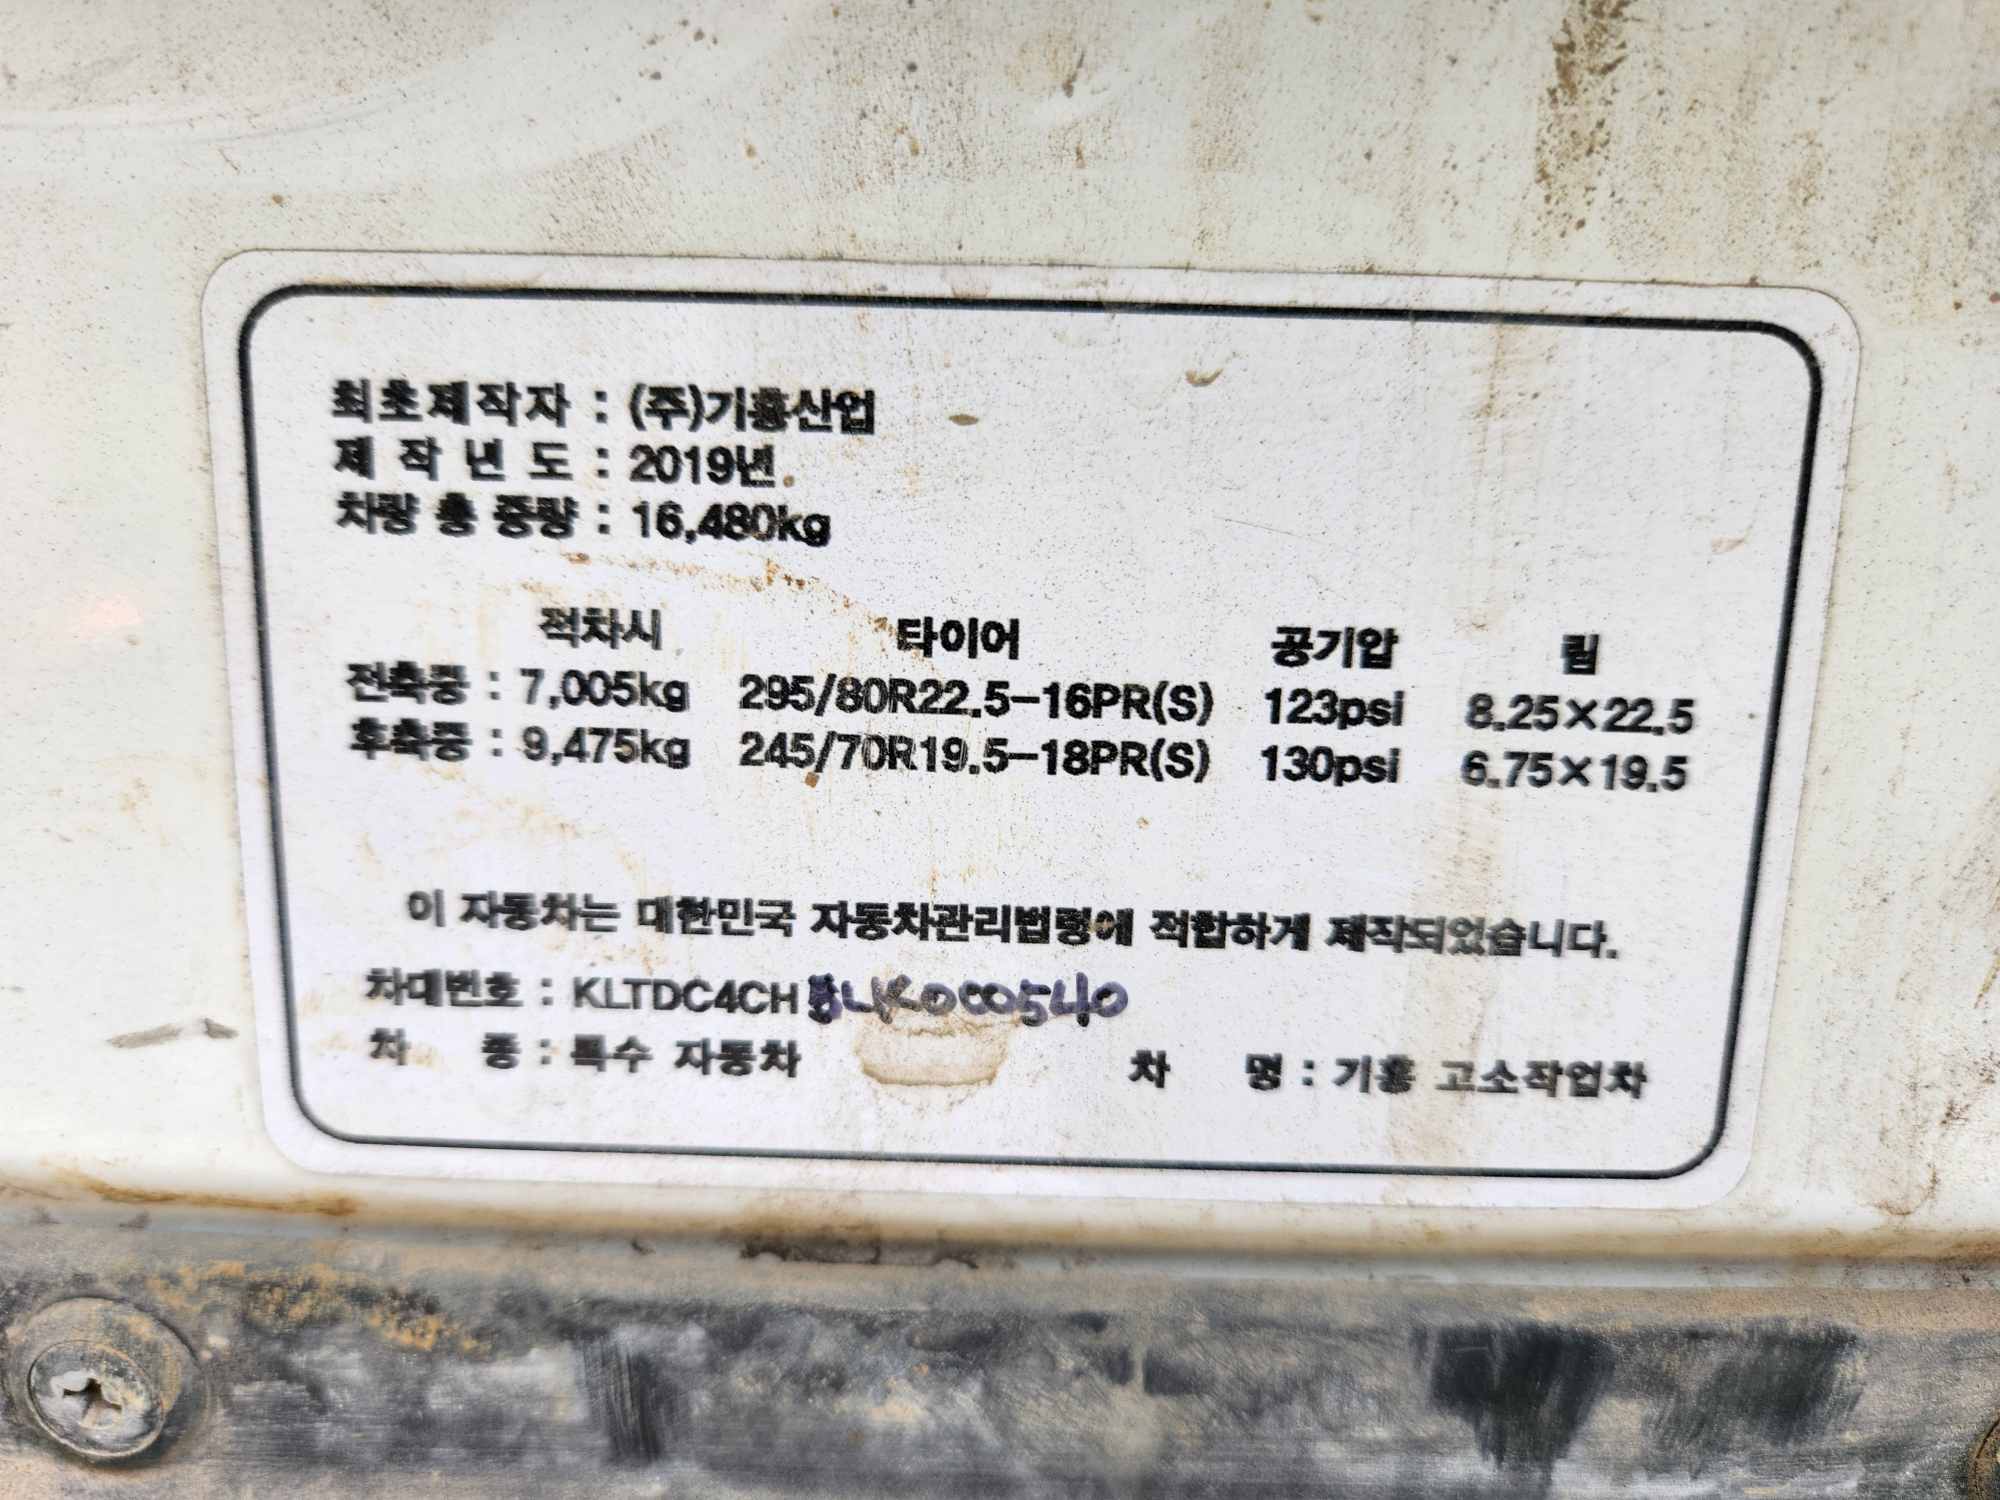 최초제작자 : (주)기흥산업
제 작 년 도 : 2019년
차량 총 중량 : 16,480kg
적차시 타이어 공기압 림
전축중 : 7,005kg 295/80R22.5-16PR(S) 123psi 8.25×22.5
후축중 : 9,475kg 245/70R19.5-18PR(S) 130psi 6.75×19.5
이 자동차는 대한민국 자동차관리법령에 적합하게 제작되었습니다.
차대번호 : KLTDC4CH
차 종 : 특수 자동차 차 명 : 기흥 고소작업차